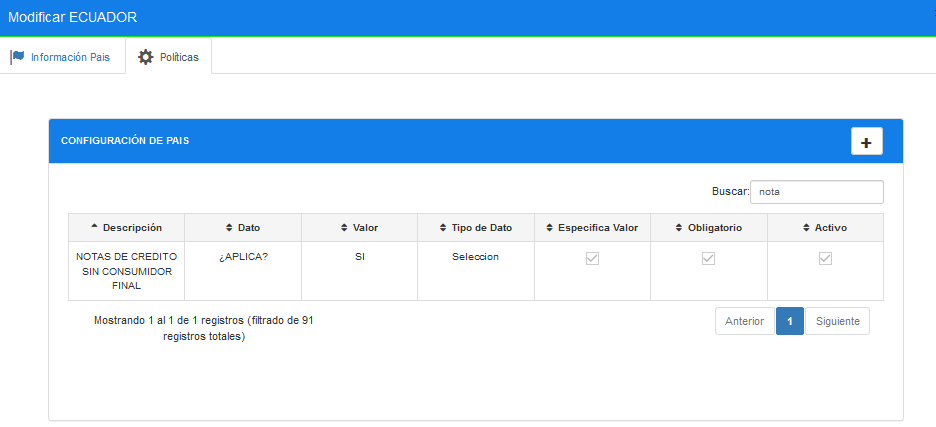 Modificar ECUADOR
Información Pais
Políticas
CONFIGURACIÓN DE PAIS
+
Buscar: nota
Descripción Dato Valor Tipo de Dato Especifica Valor Obligatorio Activo
NOTAS DE CREDITO ¿APLICA? SI Seleccion
SIN CONSUMIDOR
FINAL
Mostrando 1 al 1 de 1 registros (filtrado de 91
registros totales)
Anterior 1 Siguiente